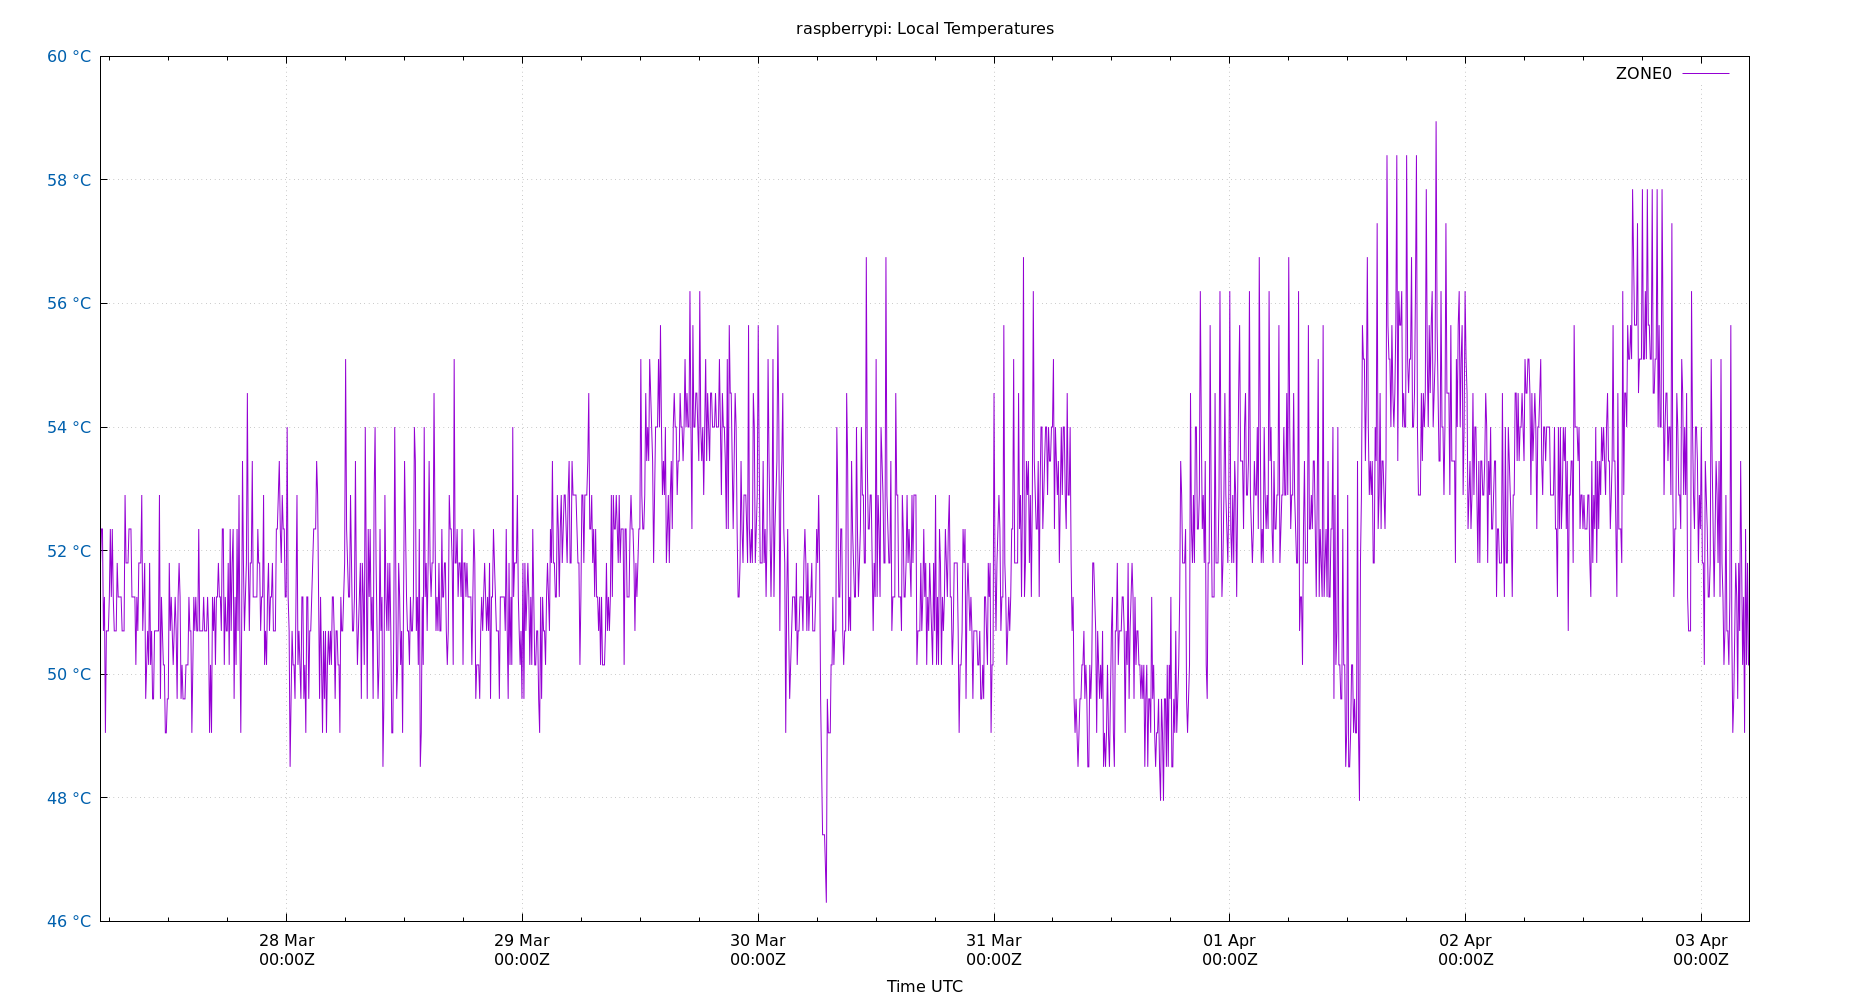 raspberrypi: Local Temperatures
60 °C
ZONE0
58 °C
56 °C
54 °C
52 °C
50 °C
48 °C
46 °C
28 Mar 29 Mar 30 Mar 31 Mar 01 Apr 02 Apr 03 Apr
00:00Z 00:00Z 00:00Z 00:00Z 00:00Z 00:00Z 00:00Z
Time UTC